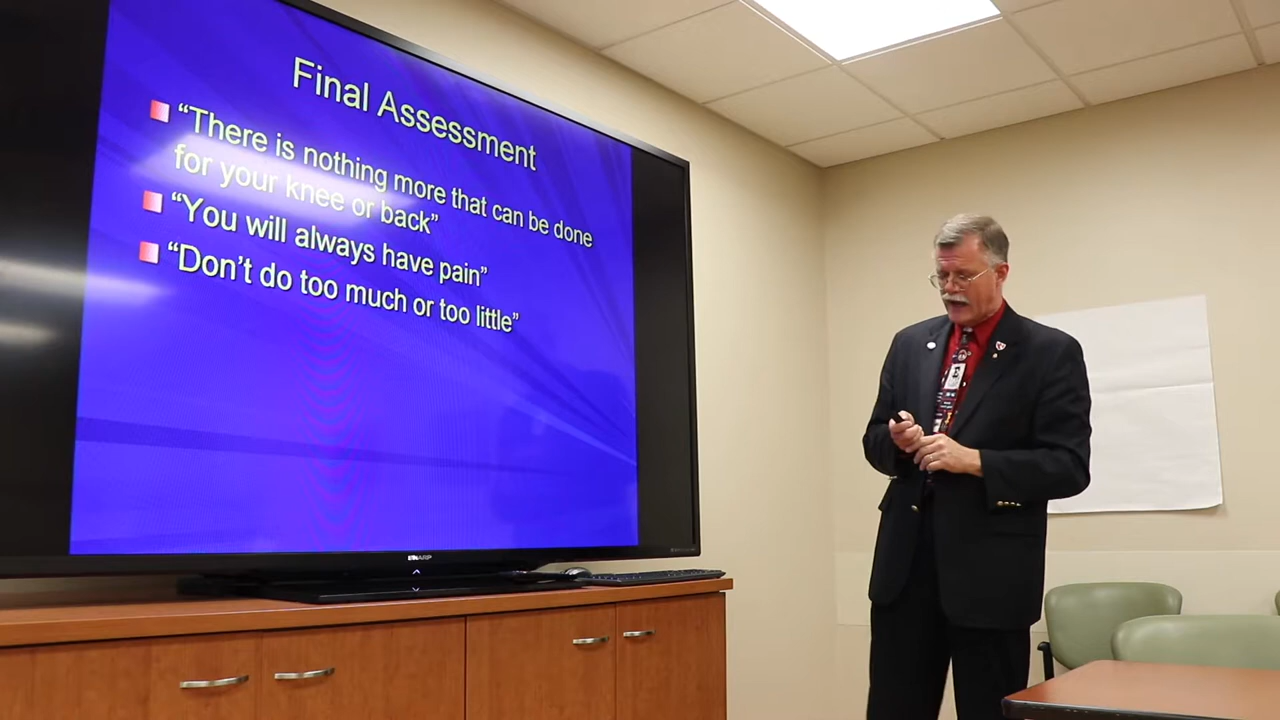 Final Assessment
“There is nothing more that can be done
for your knee or back”
“You will always have pain”
“Don’t do too much or too little”